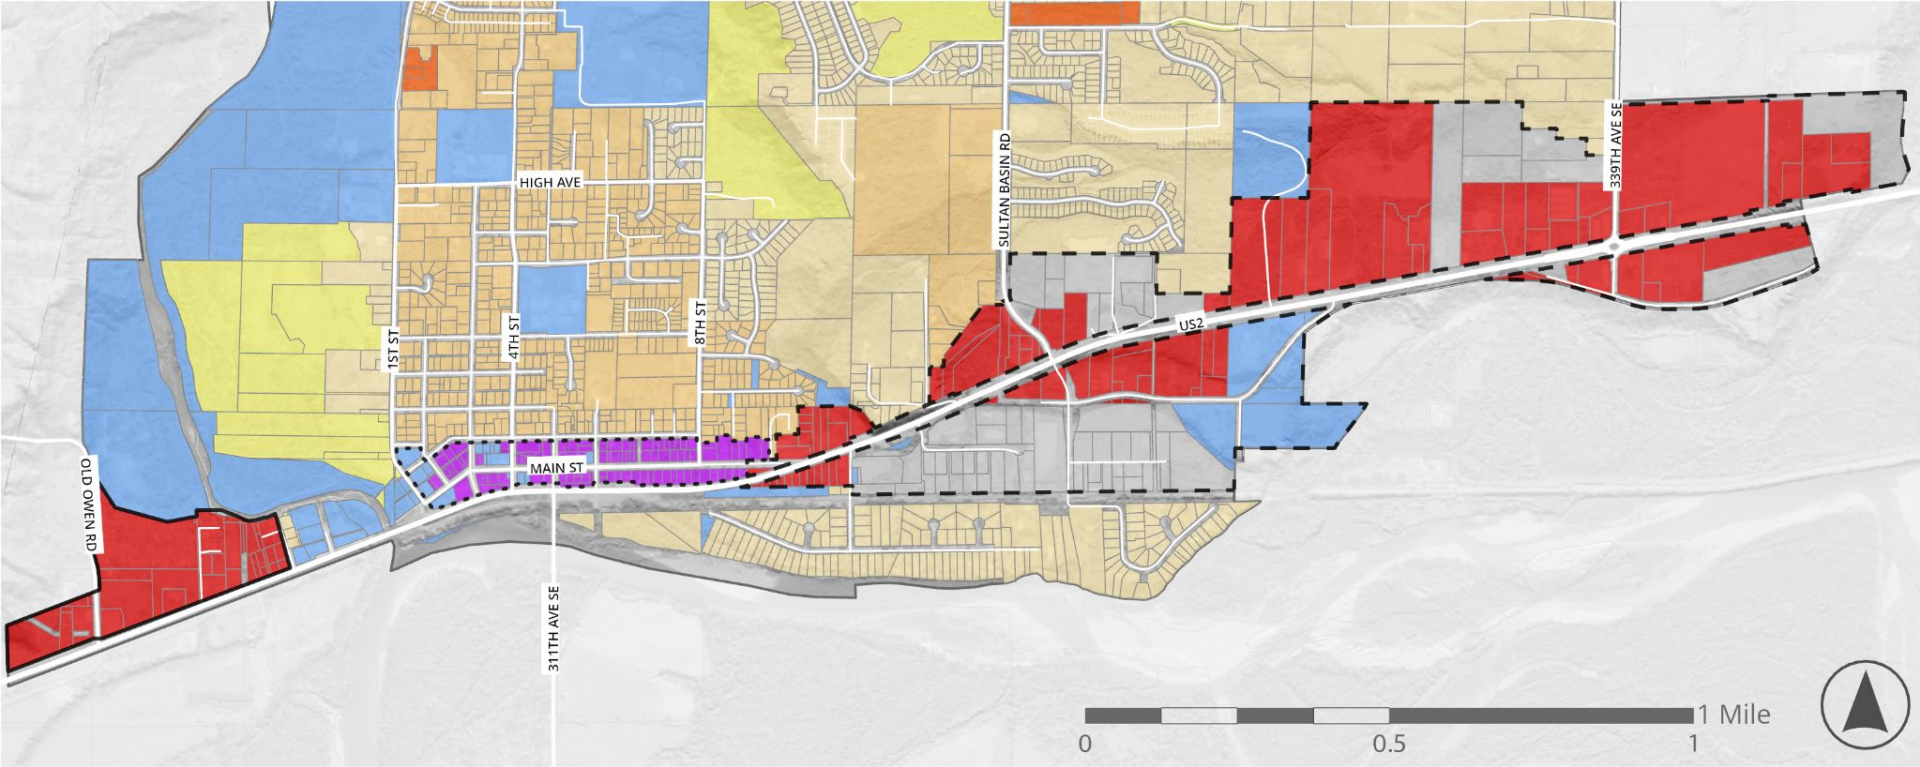 HIGH AVE
SULTAN BASIN RD
339TH AVE SE
1ST ST
4TH ST
8TH ST
US2
MAIN ST
OLD OWEN RD
311TH AVE SE
1 Mile
0 0.5 1